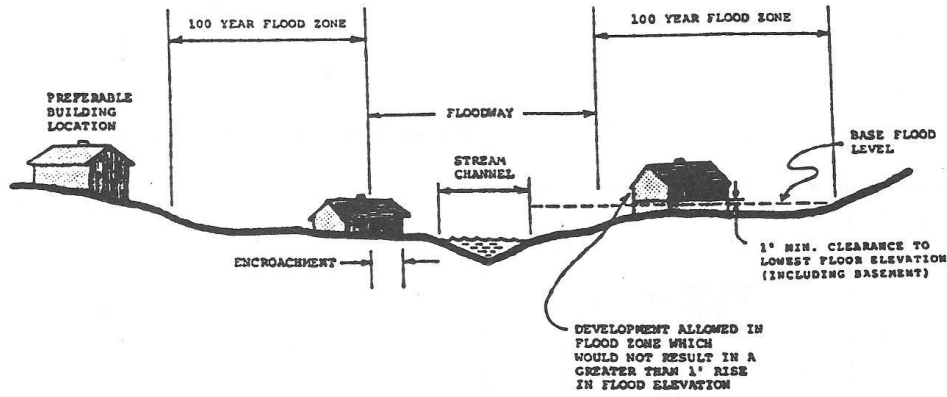 100 YEAR FLOOD ZONE
100 YEAR FLOOD ZONE
PREFERABLE
BUILDING
LOCATION
FLOODWAY
BASE FLOOD
LEVEL
STREAM
CHANNEL
ENCROACHMENT
1' MIN. CLEARANCE TO
LOWEST FLOOR ELEVATION
(INCLUDING BASEMENT)
DEVELOPMENT ALLOWED IN
FLOOD ZONE WHICH
WOULD NOT RESULT IN A
GREATER THAN 1' RISE
IN FLOOD ELEVATION